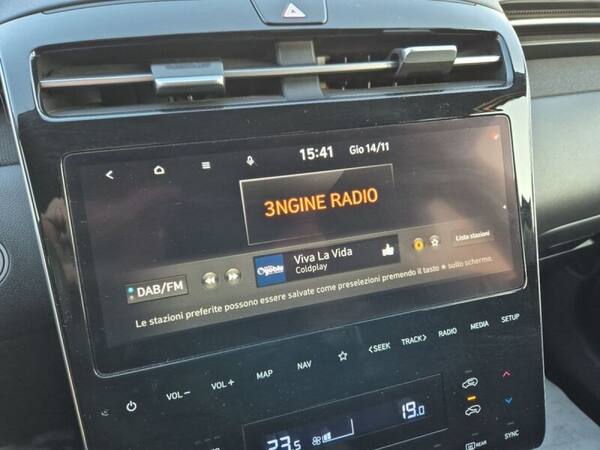 15:41 Gio 14/11
3NGINE RADIO
Viva La Vida
Coldplay
Lista stazioni
DAB/FM
Le stazioni preferite possono essere salvate come preselezioni premendo il tasto ★ sullo schermo.
VOL− VOL+ MAP NAV ☆ <SEEK TRACK> RADIO MEDIA SETUP
23.5 19.0
REAR SYNC